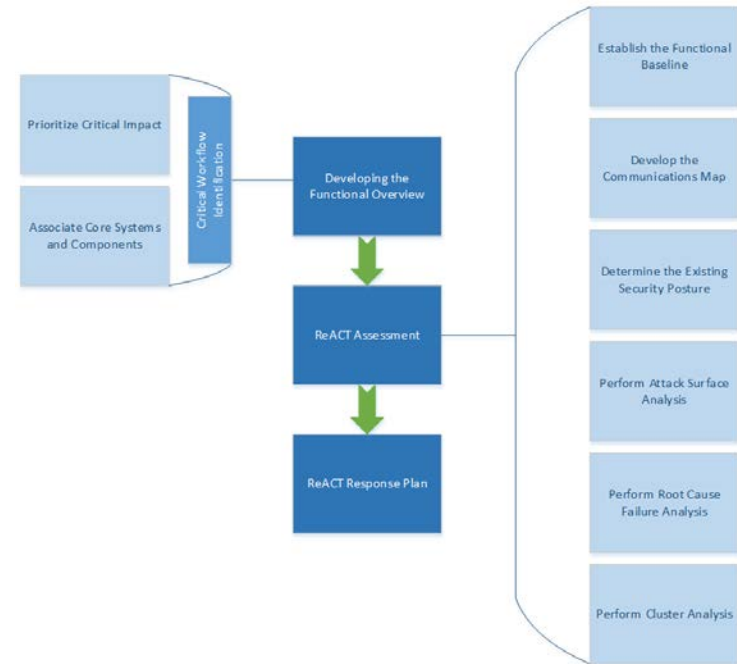 Prioritize Critical Impact
Associate Core Systems
and Components
Critical Workflow
Identification
Developing the
Functional Overview
ReACT Assessment
ReACT Response Plan
Establish the Functional
Baseline
Develop the
Communications Map
Determine the Existing
Security Posture
Perform Attack Surface
Analysis
Perform Root Cause
Failure Analysis
Perform Cluster Analysis